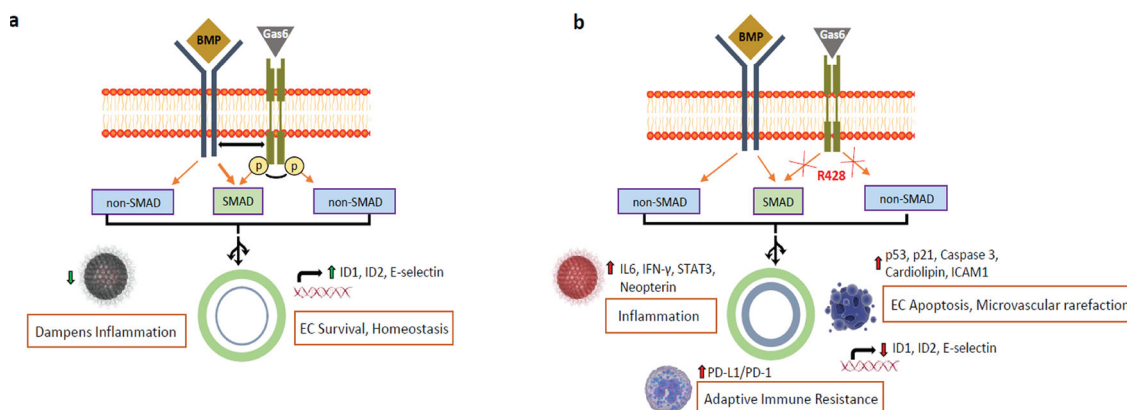 a
BMP
Gas6
p
p
non-SMAD
SMAD
non-SMAD
ID1, ID2, E-selectin
Dampens Inflammation
EC Survival, Homeostasis
b
BMP
Gas6
R428
non-SMAD
SMAD
non-SMAD
IL6, IFN-γ, STAT3,
Neopterin
Inflammation
p53, p21, Caspase 3,
Cardiolipin, ICAM1
EC Apoptosis, Microvascular rarefaction
ID1, ID2, E-selectin
PD-L1/PD-1
Adaptive Immune Resistance